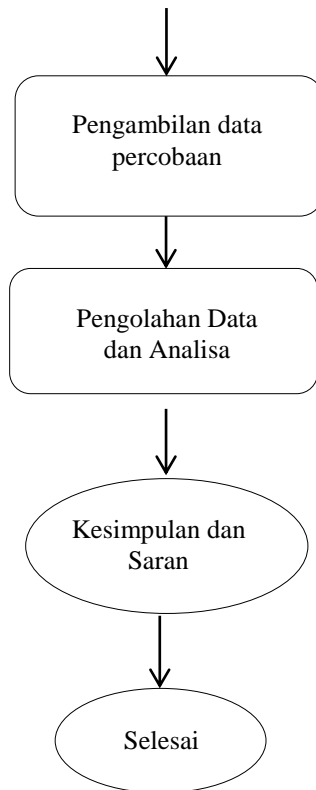 Pengambilan data
percobaan
Pengolahan Data
dan Analisa
Kesimpulan dan
Saran
Selesai